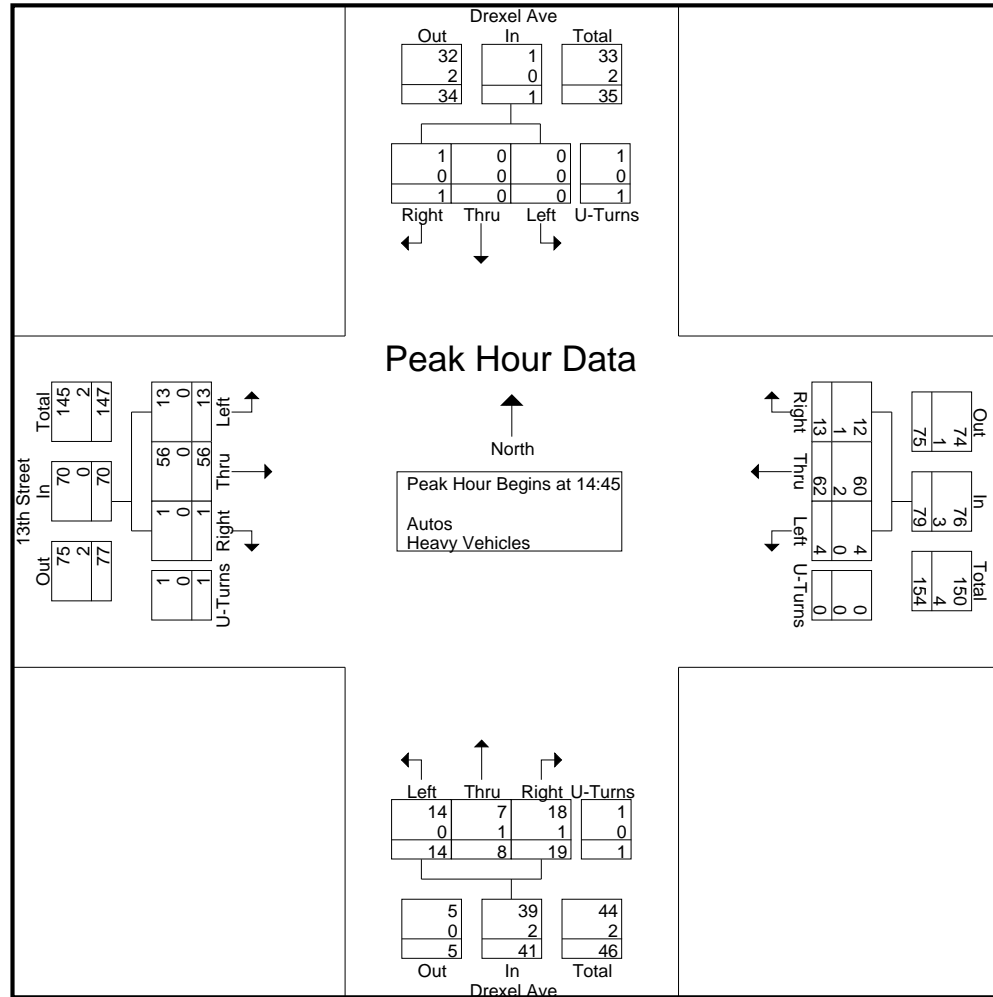 Drexel Ave
Out In Total
32 1 33
2 0 2
34 1 35
1 0 0 1
0 0 0 0
1 0 0 1
Right Thru Left U-Turns
Peak Hour Data
North
Peak Hour Begins at 14:45
Autos
Heavy Vehicles
13th Street
Total In Out
145 70 75
2 0 2
147 70 77
13 56 1 1
0 0 0 0
13 56 1 1
Left Thru Right U-Turns
Out In Total
74 76 150
1 3 4
75 79 154
12 60 4 0
1 2 0 0
13 62 4 0
Right Thru Left U-Turns
Left Thru Right U-Turns
14 7 18 1
0 1 1 0
14 8 19 1
5 39 44
0 2 2
5 41 46
Out In Total
Drexel Ave